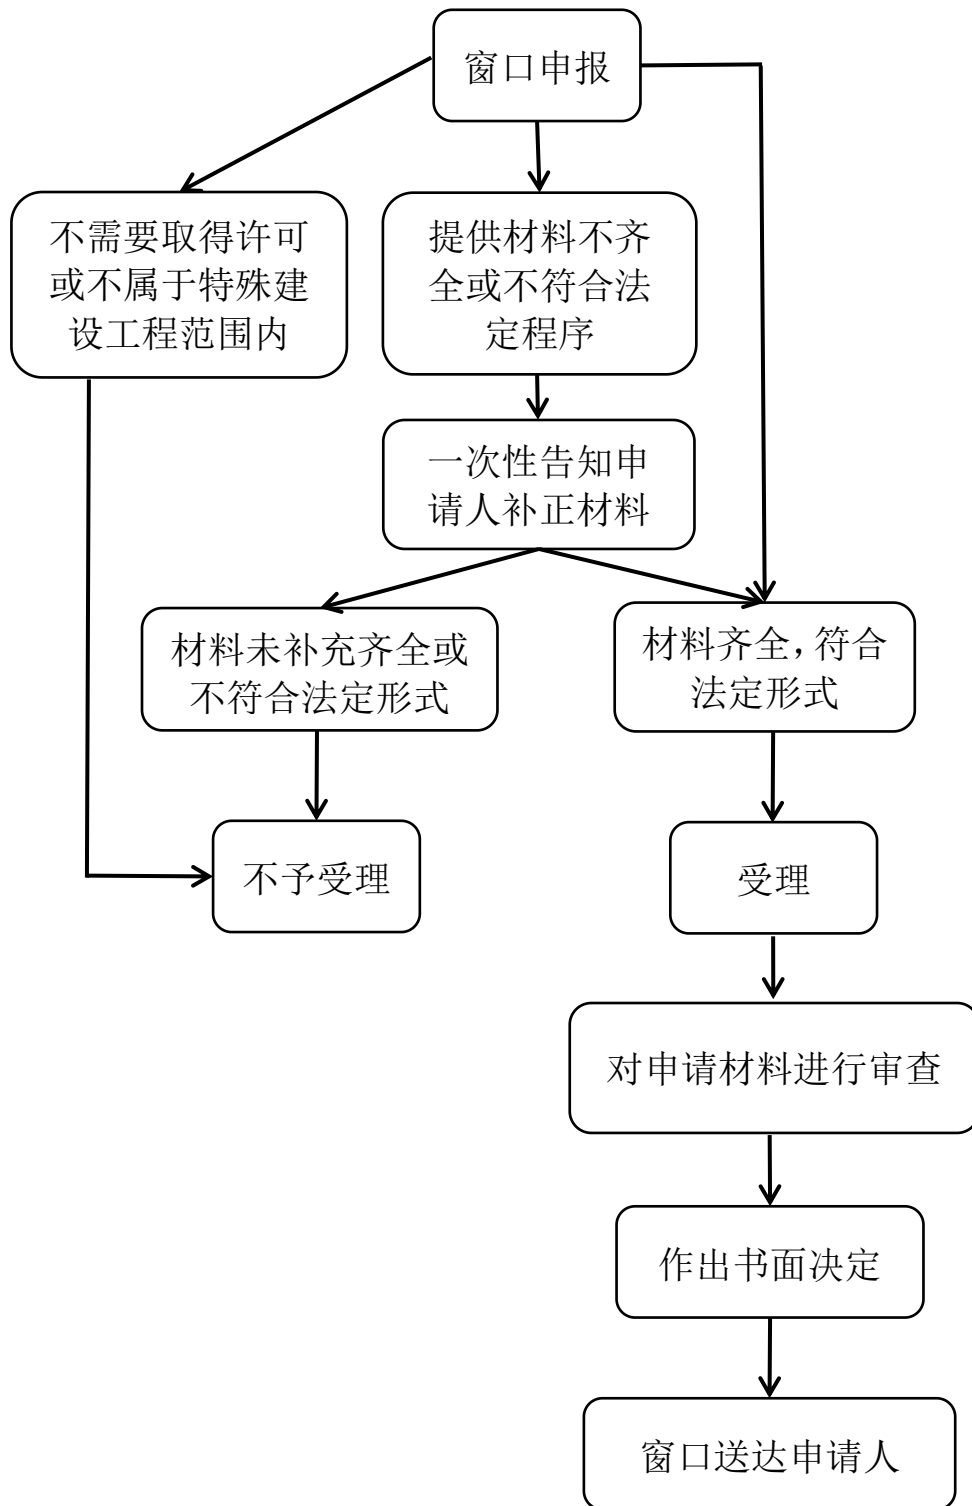 窗口申报
不需要取得许可
或不属于特殊建
设工程范围内
提供材料不齐
全或不符合法
定程序
一次性告知申
请人补正材料
材料未补充齐全或
不符合法定形式
材料齐全，符合
法定形式
不予受理
受理
对申请材料进行审查
作出书面决定
窗口送达申请人